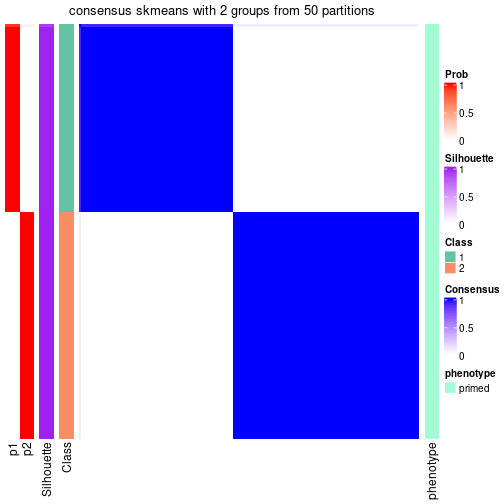 consensus skmeans with 2 groups from 50 partitions
Prob
1
0.5
0
Silhouette
1
0.5
0
Class
1
2
Consensus
1
0.5
0
phenotype
primed
p1
p2
Silhouette
Class
phenotype